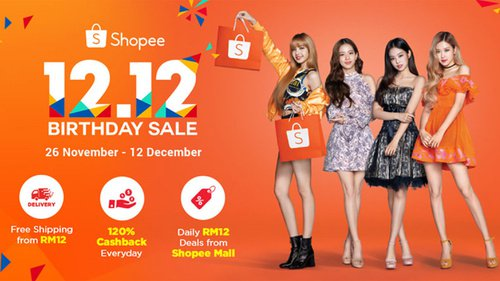 Shopee
12.12
BIRTHDAY SALE
26 November - 12 December
DELIVERY
Free Shipping
from RM12
120%
Cashback
Everyday
Daily RM12
Deals from
Shopee Mall